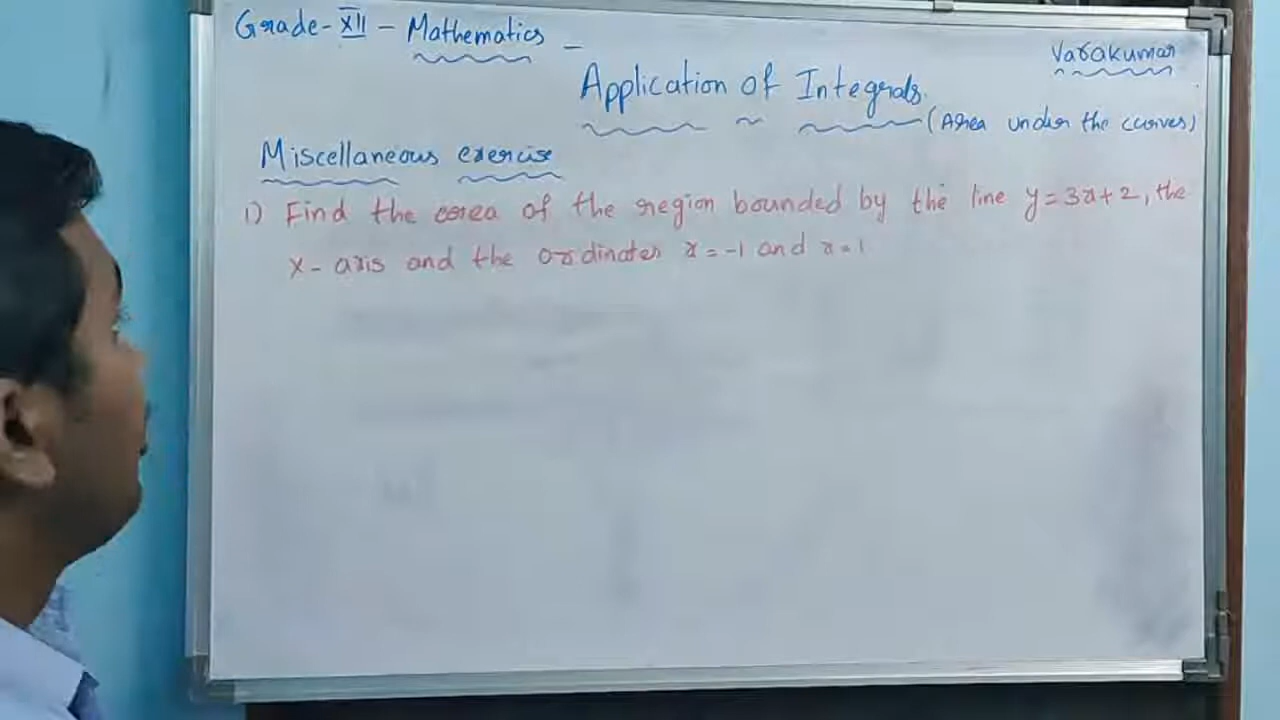 Grade-XII - Mathematics -
Varakumar
Application of Integrals.
(Area under the curves)
Miscellaneous exercise
1) Find the area of the region bounded by the line y=3x+2, the
x-axis and the ordinates x=-1 and x=1